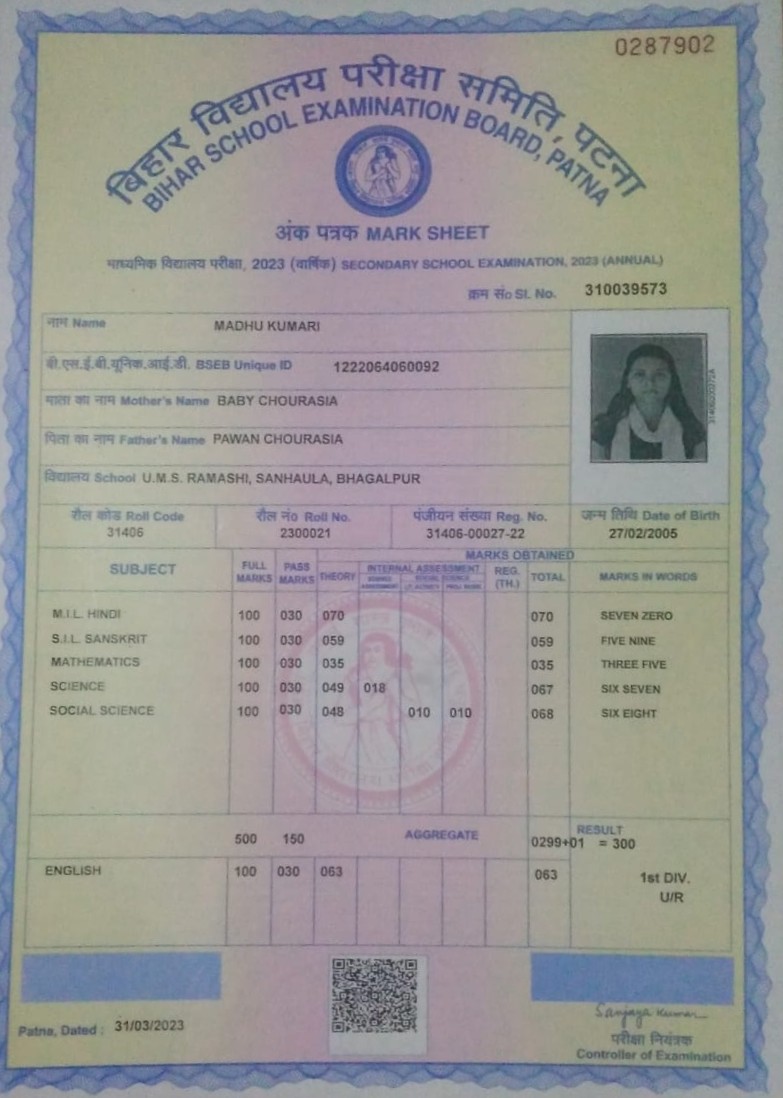 0287902
बिहार विद्यालय परीक्षा समिति, पटना
BIHAR SCHOOL EXAMINATION BOARD, PATNA
अंक पत्रक MARK SHEET
माध्यमिक विद्यालय परीक्षा, 2023 (वार्षिक) SECONDARY SCHOOL EXAMINATION, 2023 (ANNUAL)
क्रम सं० Sl. No. 310039573
नाम Name MADHU KUMARI
बी.एस.ई.बी.यूनिक.आई.डी. BSEB Unique ID 1222064060092
माता का नाम Mother's Name BABY CHOURASIA
पिता का नाम Father's Name PAWAN CHOURASIA
विद्यालय School U.M.S. RAMASHI, SANHAULA, BHAGALPUR
रौल कोड Roll Code रौल नं० Roll No. पंजीयन संख्या Reg. No. जन्म तिथि Date of Birth
31406 2300021 31406-00027-22 27/02/2005
MARKS OBTAINED
SUBJECT FULL MARKS PASS MARKS THEORY INTERNAL ASSESSMENT REG. (TH.) TOTAL MARKS IN WORDS
M.I.L. HINDI 100 030 070 070 SEVEN ZERO
S.I.L. SANSKRIT 100 030 059 059 FIVE NINE
MATHEMATICS 100 030 035 035 THREE FIVE
SCIENCE 100 030 049 018 067 SIX SEVEN
SOCIAL SCIENCE 100 030 048 010 010 068 SIX EIGHT
500 150 AGGREGATE 0299+01 = 300 RESULT
ENGLISH 100 030 063 063 1st DIV.
U/R
Patna, Dated : 31/03/2023
Sanjaya Kumar
परीक्षा नियंत्रक
Controller of Examination